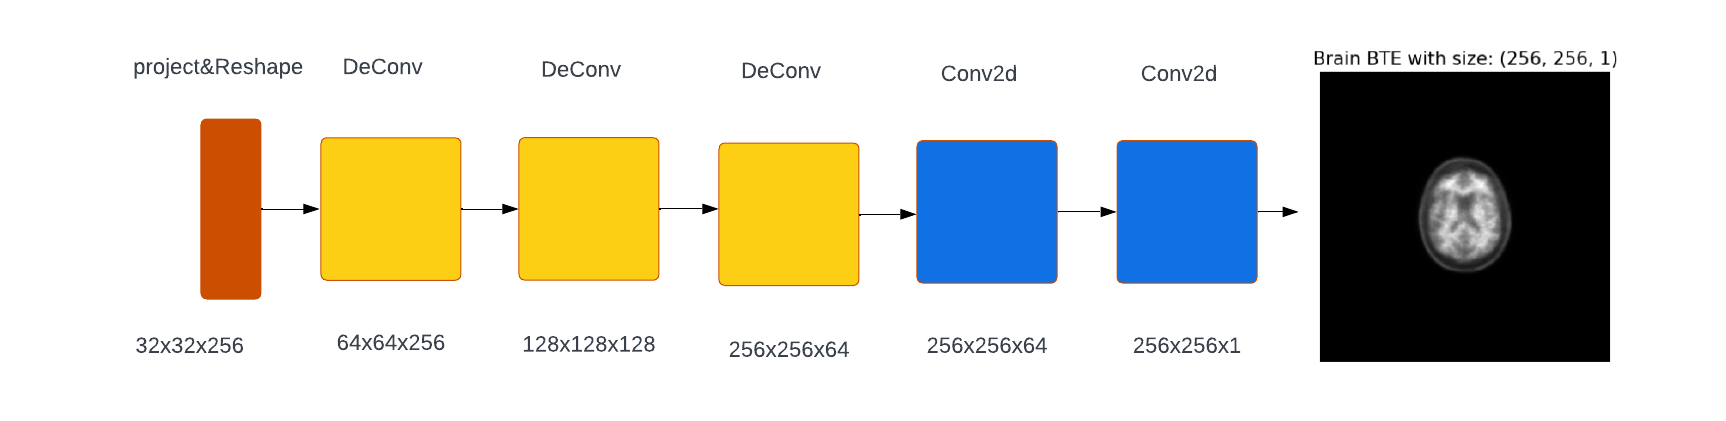 project&Reshape
DeConv
DeConv
DeConv
Conv2d
Conv2d
Brain BTE with size: (256, 256, 1)
32x32x256
64x64x256
128x128x128
256x256x64
256x256x64
256x256x1